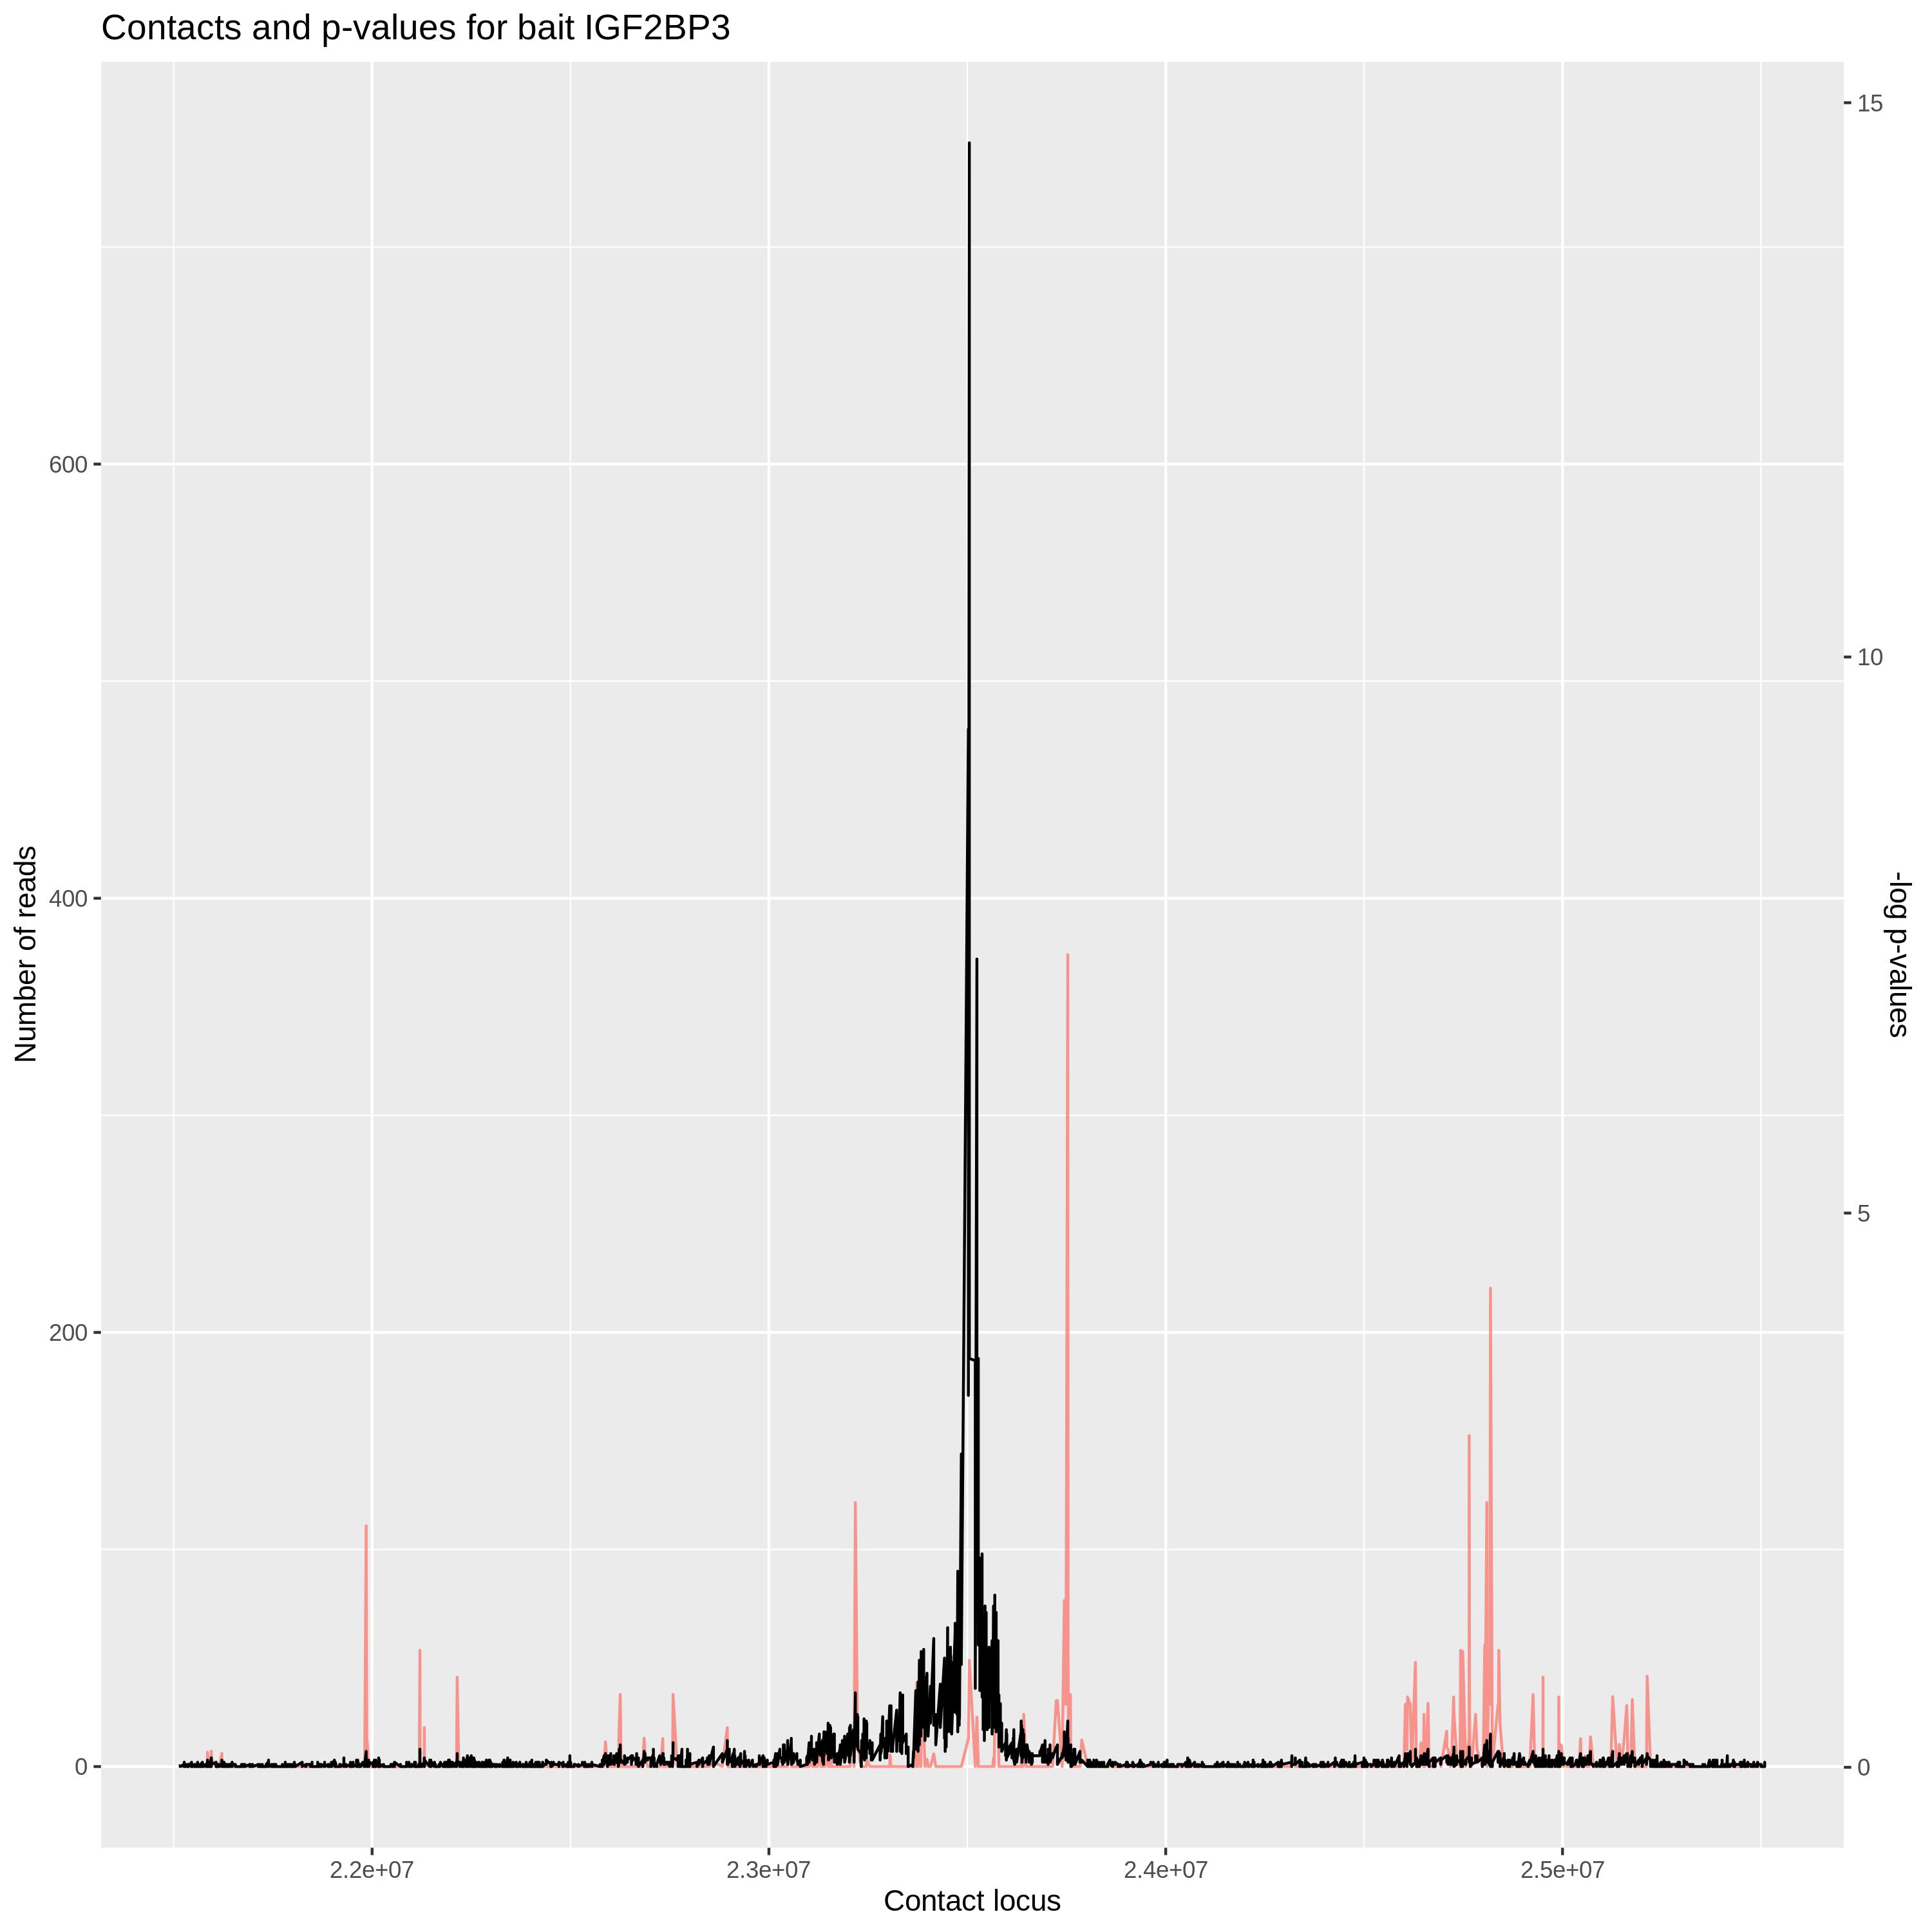 Contacts and p-values for bait IGF2BP3
15
600
10
Number of reads
400
-log p-values
5
200
0
0
2.2e+07
2.3e+07
2.4e+07
2.5e+07
Contact locus